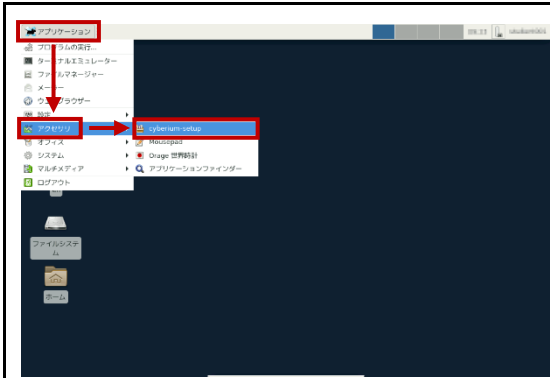 アプリケーション
プログラムの実行...
ターミナルエミュレーター
ファイルマネージャー
メーラー
ウェブブラウザー
設定
アクセサリ
オフィス
システム
マルチメディア
ログアウト
cyberium-setup
Mousepad
Orage 世界時計
アプリケーションファインダー
ファイルシステ
ム
ホーム